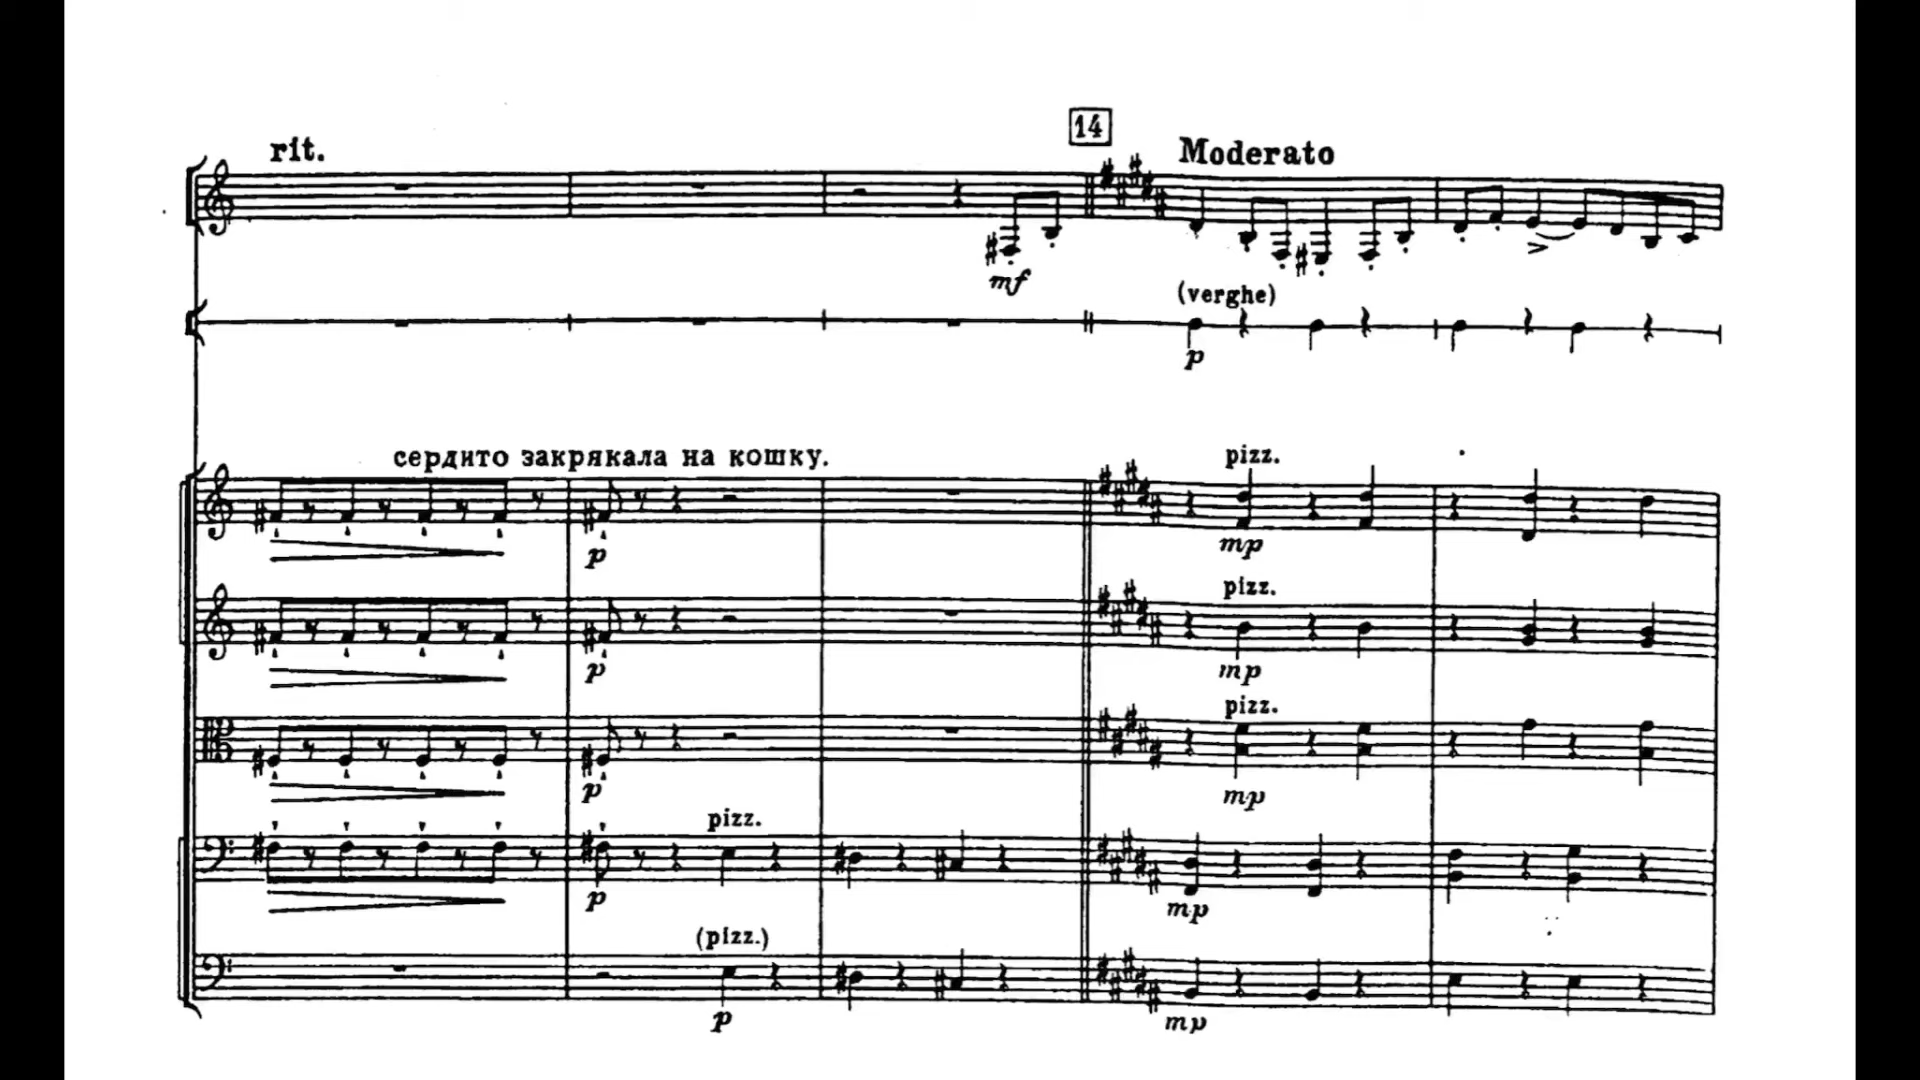 14
rit.
Moderato
mf
(verghe)
p
сердито закрякала на кошку.
pizz.
p
mp
pizz.
p
mp
pizz.
p
mp
pizz.
p
mp
(pizz.)
p
mp